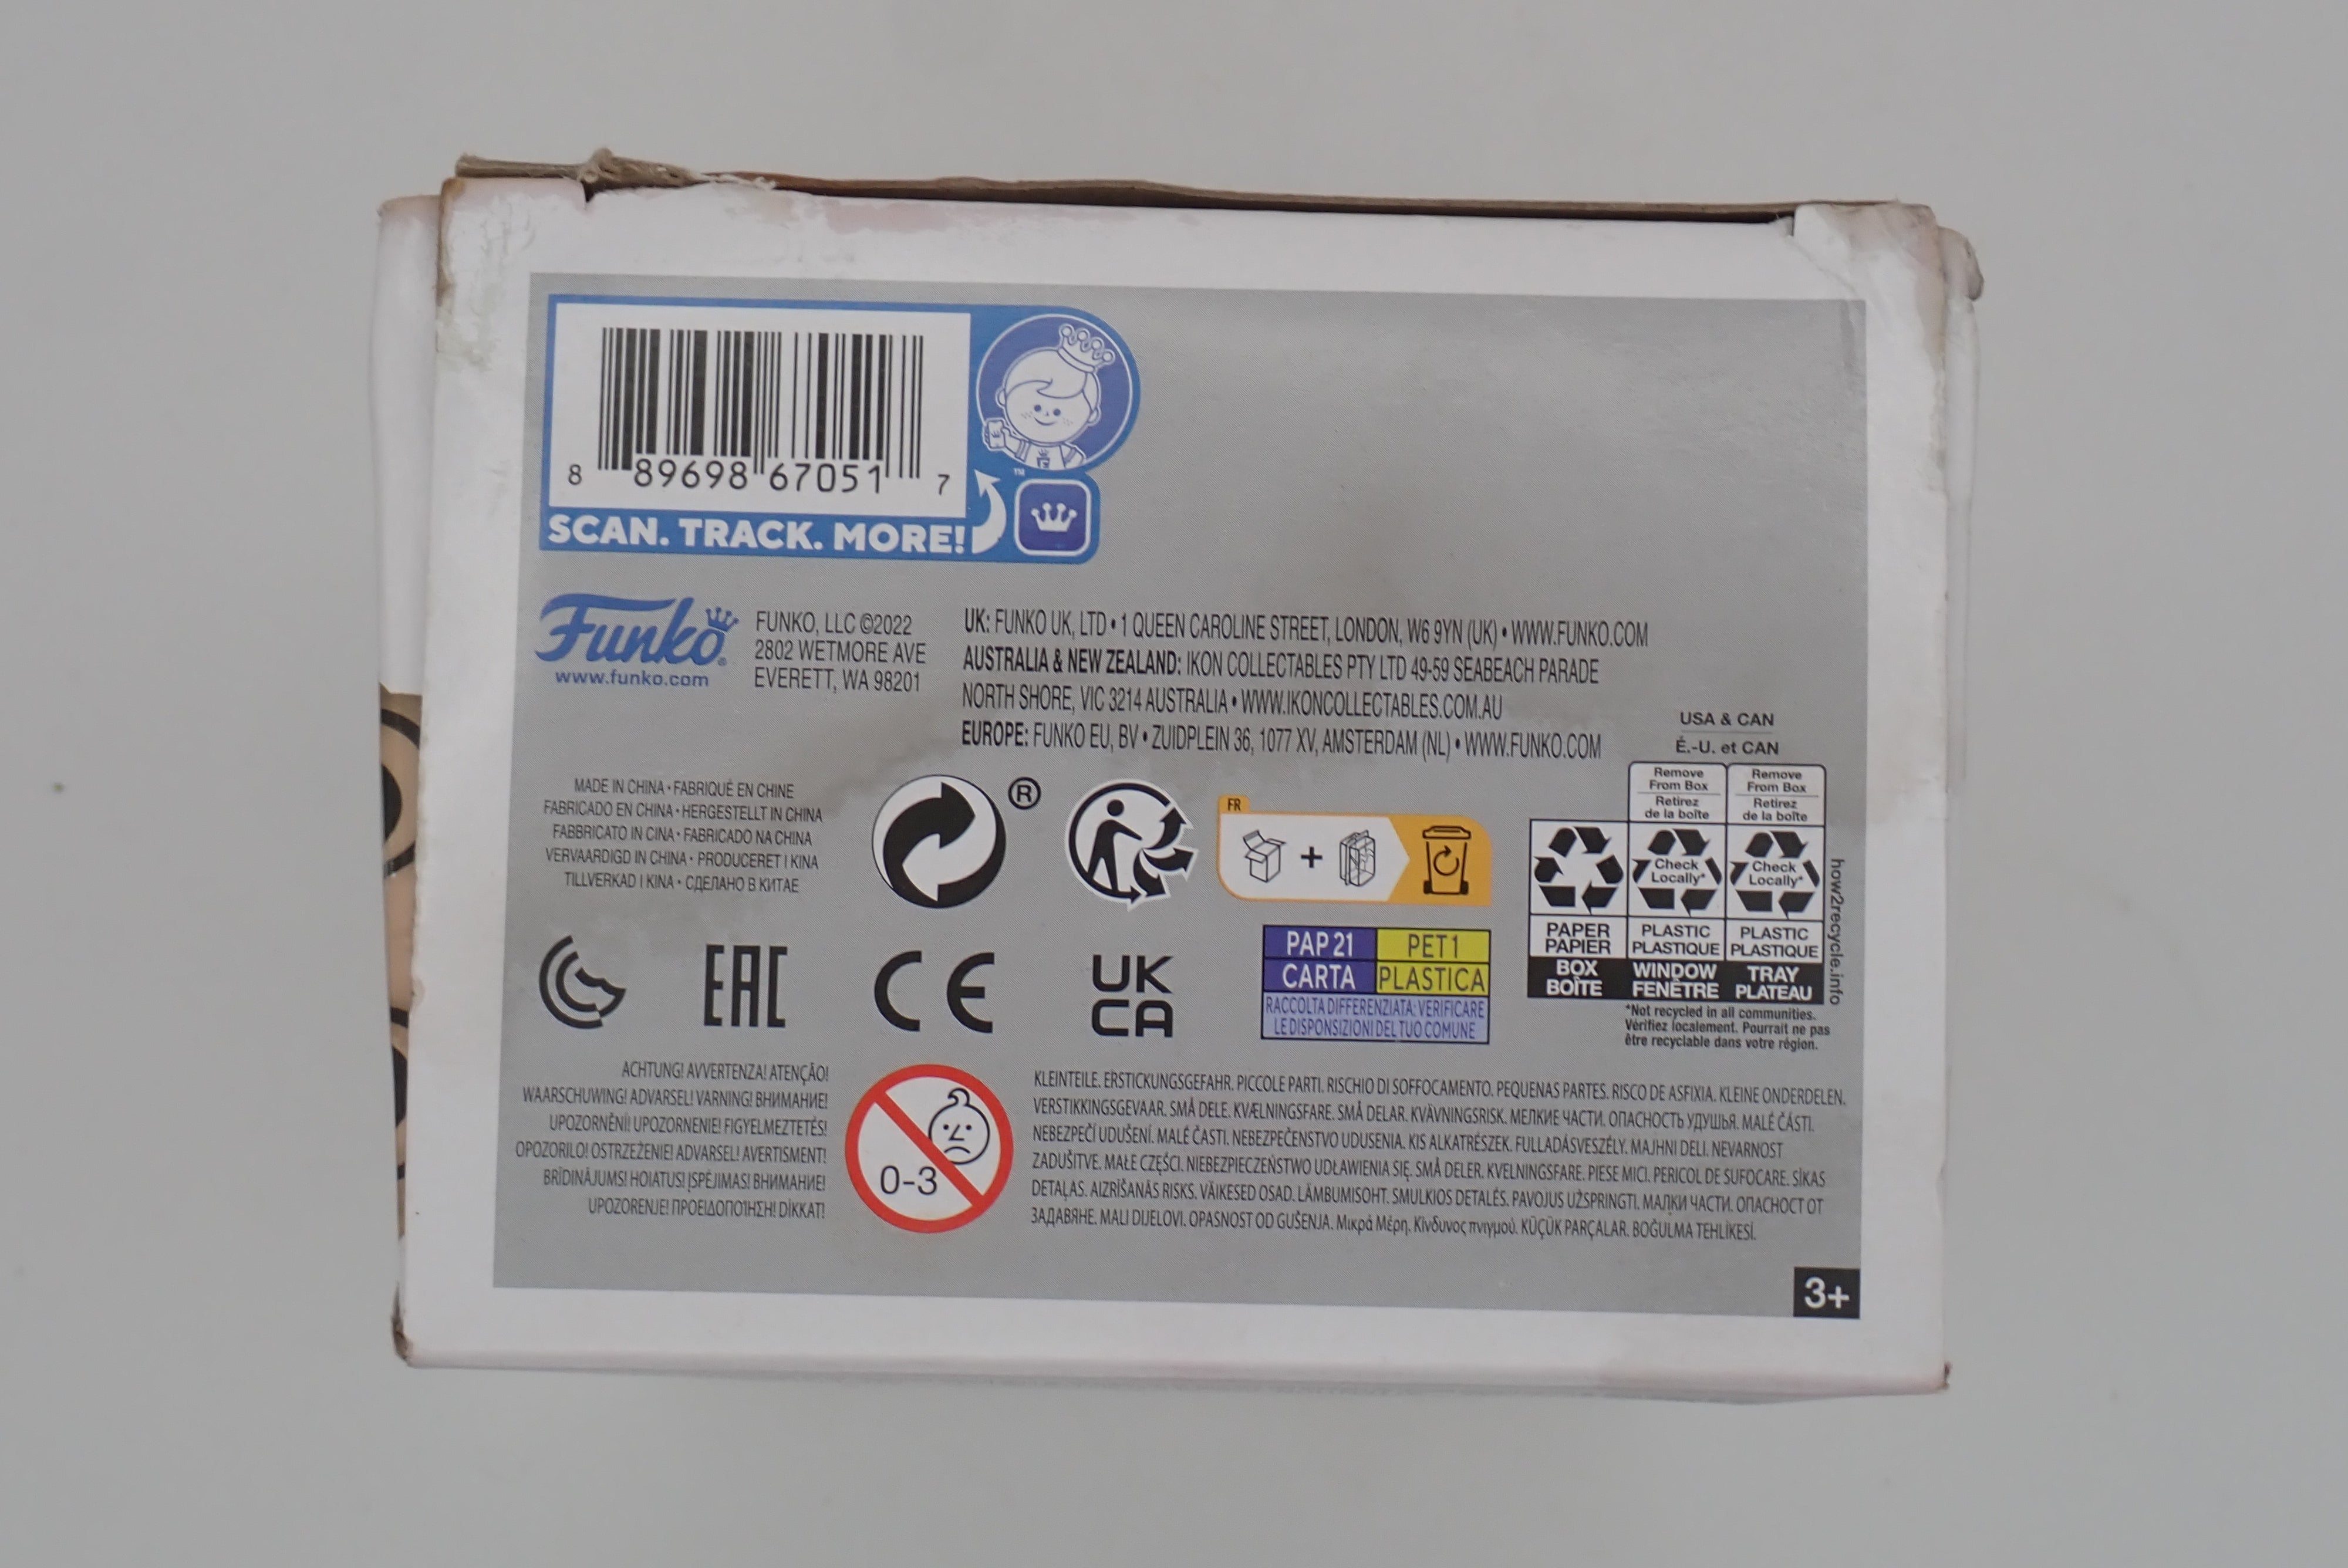 8 89698 67051 7
SCAN. TRACK. MORE! ™
Funko®
www.funko.com
FUNKO, LLC ©2022
2802 WETMORE AVE
EVERETT, WA 98201
UK: FUNKO UK, LTD • 1 QUEEN CAROLINE STREET, LONDON, W6 9YN (UK) • WWW.FUNKO.COM
AUSTRALIA & NEW ZEALAND: IKON COLLECTABLES PTY LTD 49-59 SEABEACH PARADE
NORTH SHORE, VIC 3214 AUSTRALIA • WWW.IKONCOLLECTABLES.COM.AU
EUROPE: FUNKO EU, BV • ZUIDPLEIN 36, 1077 XV, AMSTERDAM (NL) • WWW.FUNKO.COM
MADE IN CHINA • FABRIQUÉ EN CHINE
FABRICADO EN CHINA • HERGESTELLT IN CHINA
FABBRICATO IN CINA • FABRICADO NA CHINA
VERVAARDIGD IN CHINA • PRODUCERET I KINA
TILLVERKAD I KINA • СДЕЛАНО В КИТАЕ
®
FR
+
USA & CAN
É.-U. et CAN
Remove
From Box
Retirez
de la boîte
Remove
From Box
Retirez
de la boîte
Check
Locally*
Check
Locally*
PAPER
PAPIER
PLASTIC
PLASTIQUE
PLASTIC
PLASTIQUE
BOX
BOÎTE
WINDOW
FENÊTRE
TRAY
PLATEAU
how2recycle.info
*Not recycled in all communities.
Vérifiez localement. Pourrait ne pas
être recyclable dans votre région.
EAC
CE
UK
CA
PAP 21
PET1
CARTA
PLASTICA
RACCOLTA DIFFERENZIATA: VERIFICARE
LE DISPONSIZIONI DEL TUO COMUNE
ACHTUNG! AVVERTENZA! ATENÇÃO!
WAARSCHUWING! ADVARSEL! VARNING! ВНИМАНИЕ!
UPOZORNĚNÍ! UPOZORNENIE! FIGYELMEZTETÉS!
OPOZORILO! OSTRZEŻENIE! ADVARSEL! AVERTISMENT!
BRĪDINĀJUMS! HOIATUS! ĮSPĖJIMAS! ВНИМАНИЕ!
UPOZORENJE! ΠΡΟΕΙΔΟΠΟΊΗΣΗ! DİKKAT!
0-3
KLEINTEILE. ERSTICKUNGSGEFAHR. PICCOLE PARTI. RISCHIO DI SOFFOCAMENTO. PEQUENAS PARTES. RISCO DE ASFIXIA. KLEINE ONDERDELEN.
VERSTIKKINGSGEVAAR. SMÅ DELE. KVÆLNINGSFARE. SMÅ DELAR. KVÄVNINGSRISK. МЕЛКИЕ ЧАСТИ. ОПАСНОСТЬ УДУШЬЯ. MALÉ ČÁSTI.
NEBEZPEČÍ UDUŠENÍ. MALÉ ČASTI. NEBEZPEČENSTVO UDUSENIA. KIS ALKATRÉSZEK. FULLADÁSVESZÉLY. MAJHNI DELI. NEVARNOST
ZADUŠITVE. MAŁE CZĘŚCI. NIEBEZPIECZEŃSTWO UDŁAWIENIA SIĘ. SMÅ DELER. KVELNINGSFARE. PIESE MICI. PERICOL DE SUFOCARE. SĪKAS
DETAĻAS. AIZRĪŠANĀS RISKS. VÄIKESED OSAD. LÄMBUMISOHT. SMULKIOS DETALĖS. PAVOJUS UŽSPRINGTI. МАЛКИ ЧАСТИ. ОПАСНОСТ ОТ
ЗАДАВЯНЕ. MALI DIJELOVI. OPASNOST OD GUŠENJA. Μικρά Μέρη. Κίνδυνος πνιγμού. KÜÇÜK PARÇALAR. BOĞULMA TEHLİKESİ.
3+